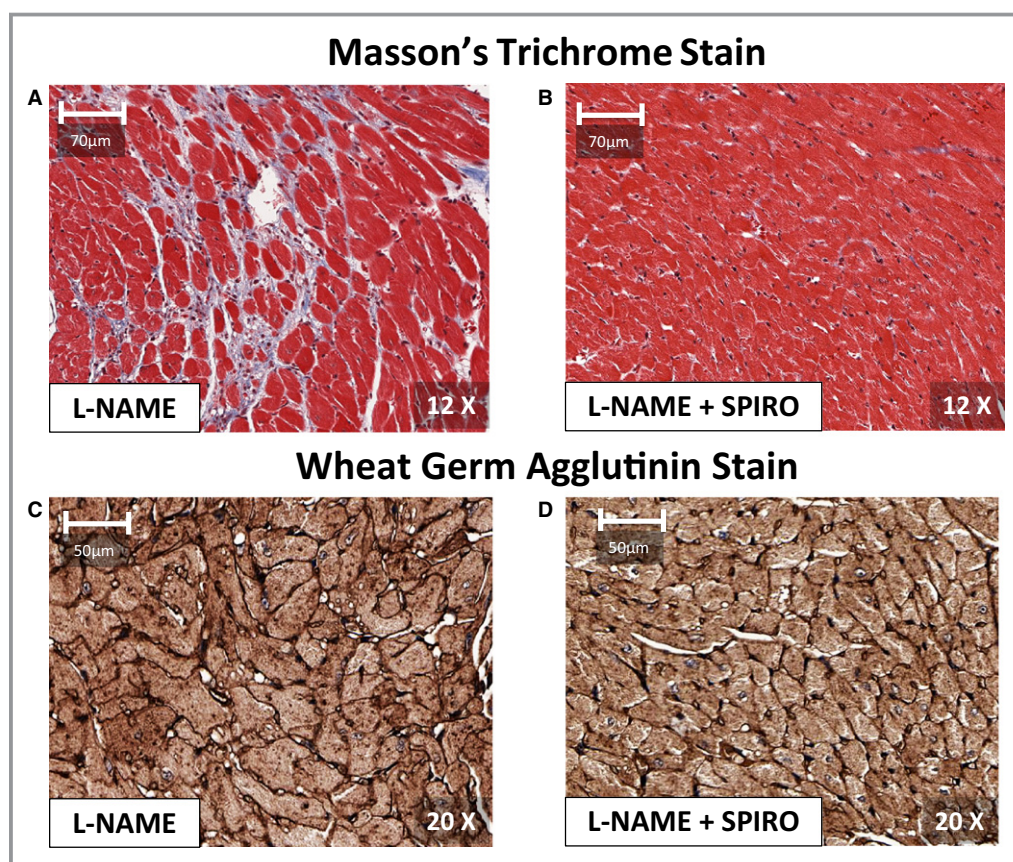 Masson's Trichrome Stain
A
B
70µm
70µm
L-NAME
12 X
L-NAME + SPIRO
12 X
Wheat Germ Agglutinin Stain
C
D
50µm
50µm
L-NAME
20 X
L-NAME + SPIRO
20 X